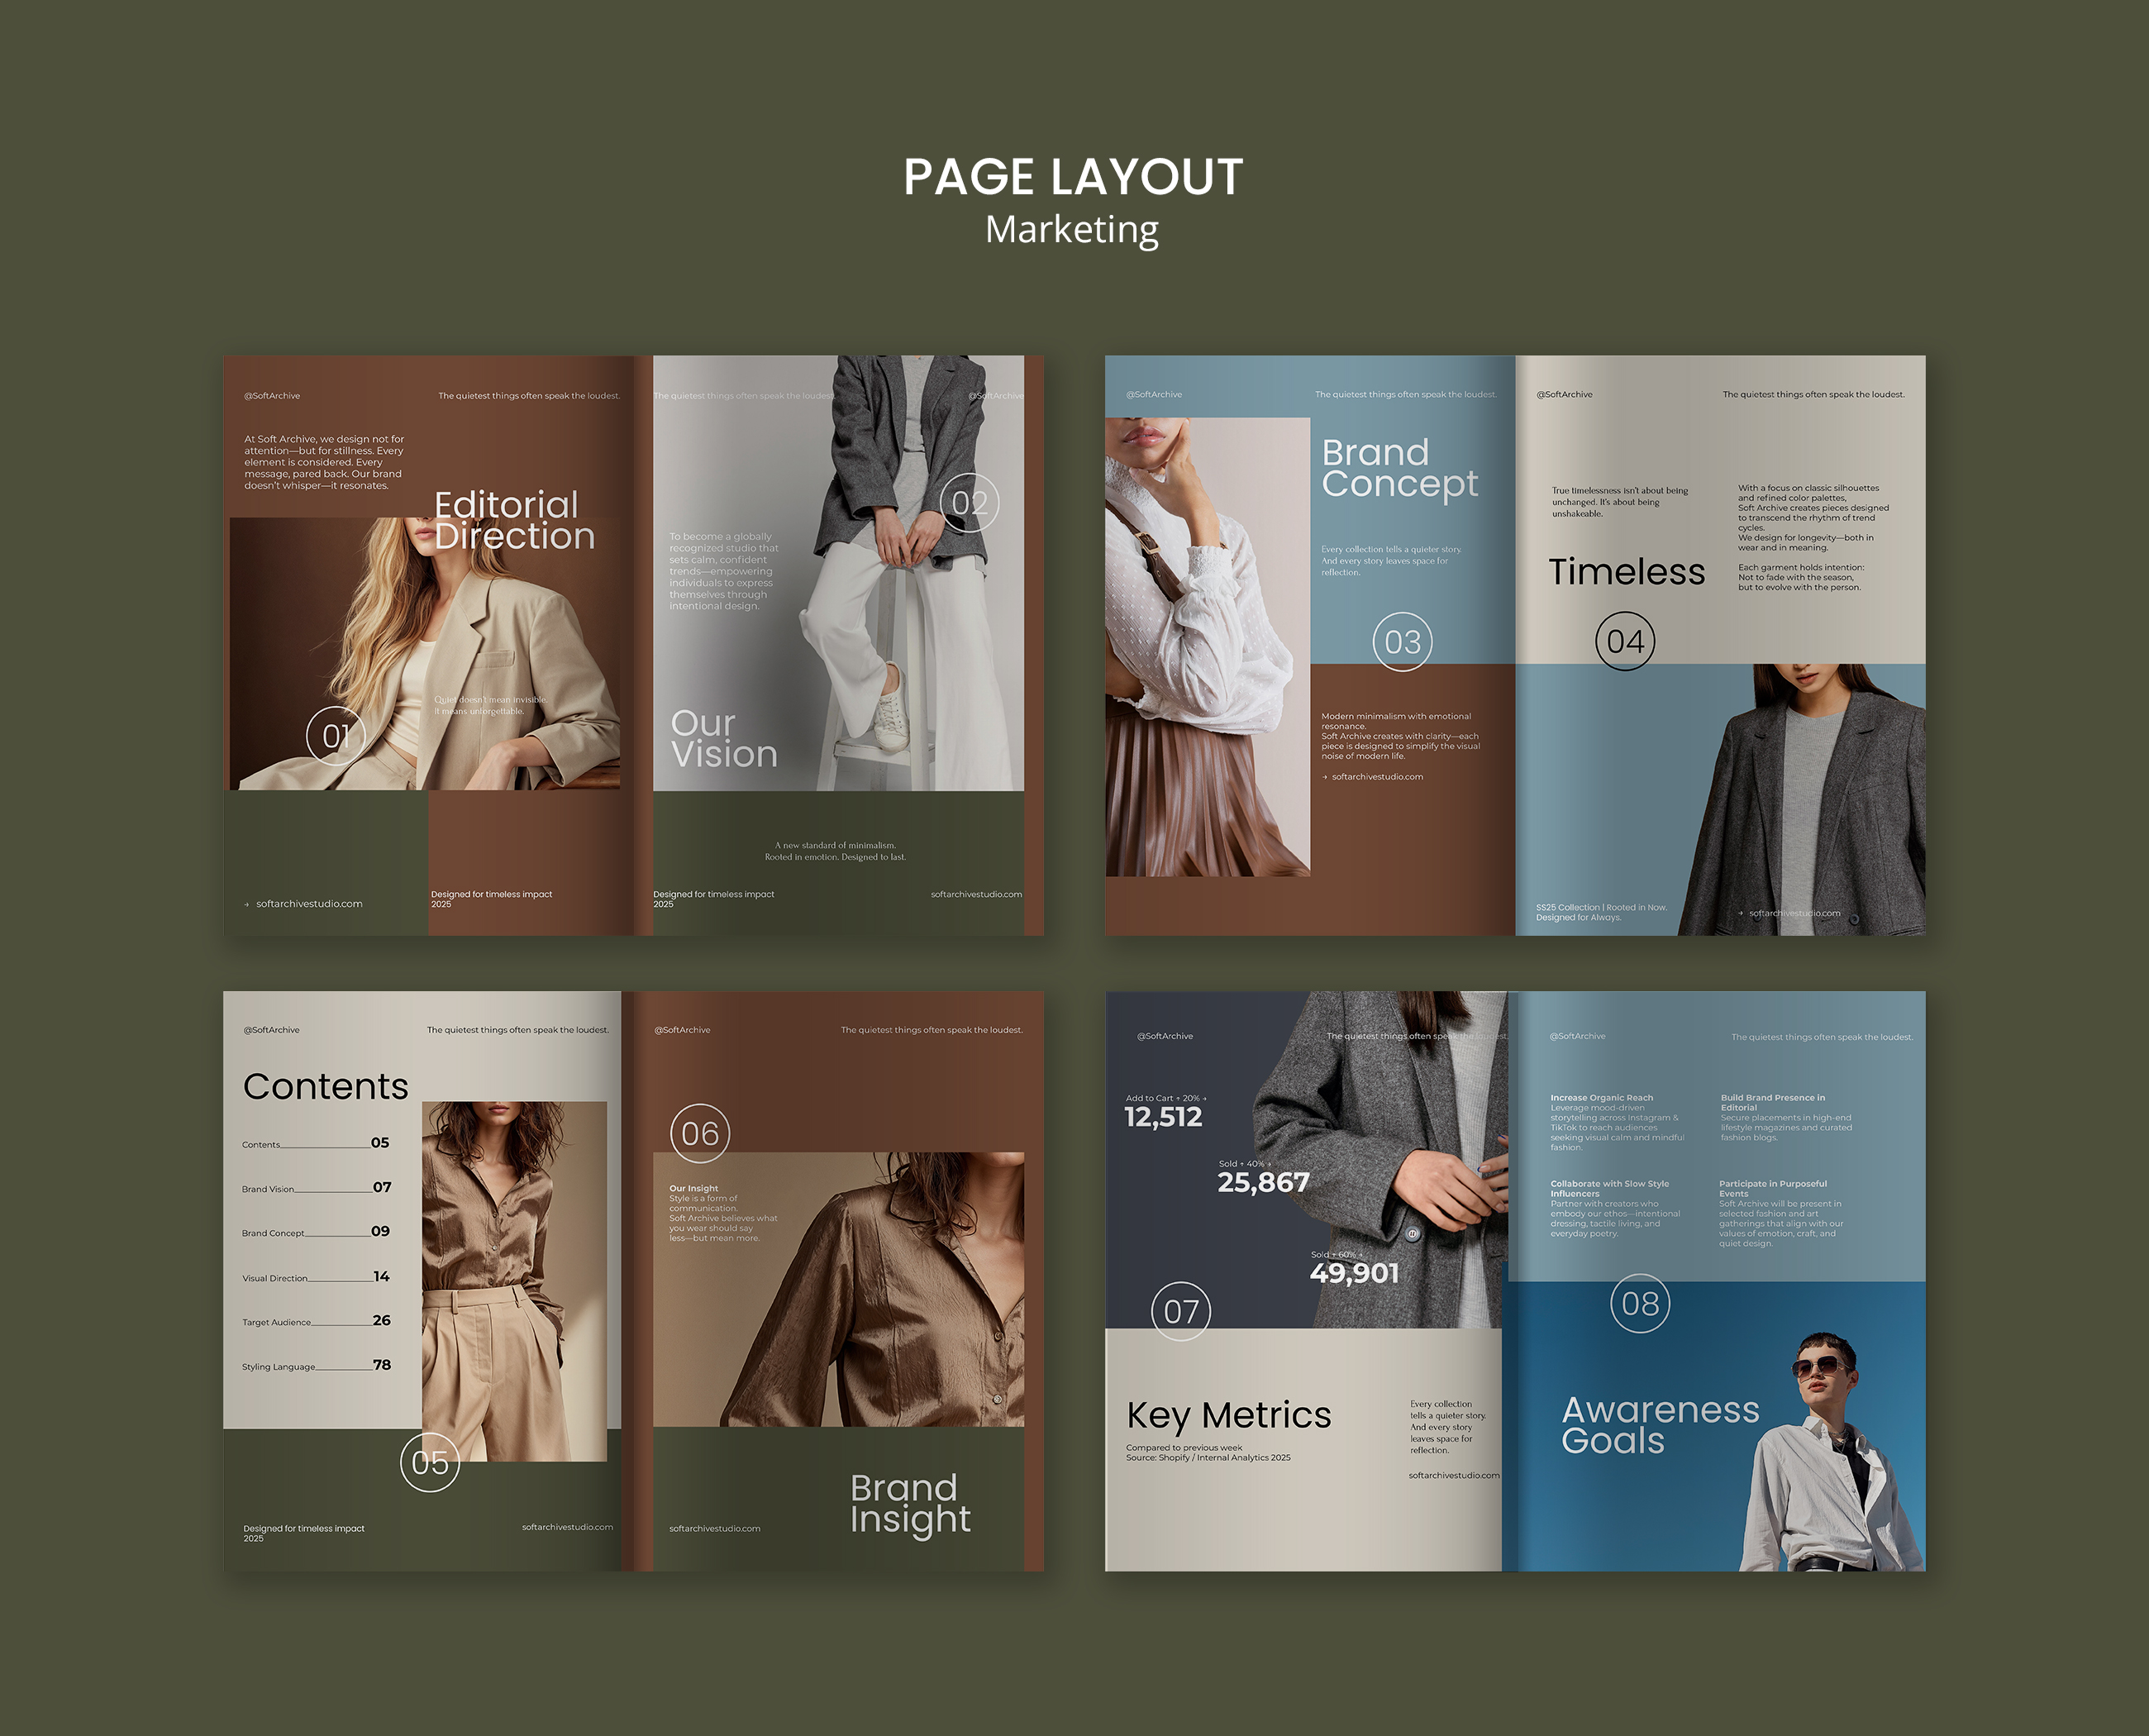 PAGE LAYOUT
Marketing
@SoftArchive
The quietest things often speak the loudest.
At Soft Archive, we design not for
attention—but for stillness. Every
element is considered. Every
message, pared back. Our brand
doesn't whisper—it resonates.
Editorial
Direction
Quiet doesn't mean invisible.
It means unforgettable.
01
→ softarchivestudio.com
Designed for timeless impact
2025
The quietest things often speak the loudest.
@SoftArchive
02
To become a globally
recognized studio that
sets calm, confident
trends—empowering
individuals to express
themselves through
intentional design.
Our
Vision
A new standard of minimalism.
Rooted in emotion. Designed to last.
Designed for timeless impact
2025
softarchivestudio.com
@SoftArchive
The quietest things often speak the loudest.
Brand
Concept
Every collection tells a quieter story.
And every story leaves space for
reflection.
03
Modern minimalism with emotional
resonance.
Soft Archive creates with clarity—each
piece is designed to simplify the visual
noise of modern life.
→ softarchivestudio.com
@SoftArchive
The quietest things often speak the loudest.
True timelessness isn't about being
unchanged. It's about being
unshakeable.
Timeless
04
With a focus on classic silhouettes
and refined color palettes,
Soft Archive creates pieces designed
to transcend the rhythm of trend
cycles.
We design for longevity—both in
wear and in meaning.
Each garment holds intention:
Not to fade with the season,
but to evolve with the person.
SS25 Collection | Rooted in Now.
Designed for Always.
→ softarchivestudio.com
@SoftArchive
The quietest things often speak the loudest.
Contents
Contents 05
Brand Vision 07
Brand Concept 09
Visual Direction 14
Target Audience 26
Styling Language 78
05
Designed for timeless impact
2025
softarchivestudio.com
@SoftArchive
The quietest things often speak the loudest.
06
Our Insight
Style is a form of
communication.
Soft Archive believes what
you wear should say
less—but mean more.
softarchivestudio.com
Brand
Insight
@SoftArchive
The quietest things often speak the loudest.
Add to Cart ↑ 20% →
12,512
Sold ↑ 40% →
25,867
Sold ↑ 60% →
49,901
07
Key Metrics
Compared to previous week
Source: Shopify / Internal Analytics 2025
Every collection
tells a quieter story.
And every story
leaves space for
reflection.
softarchivestudio.com
@SoftArchive
The quietest things often speak the loudest.
Increase Organic Reach
Leverage mood-driven
storytelling across Instagram &
TikTok to reach audiences
seeking visual calm and mindful
fashion.
Build Brand Presence in
Editorial
Secure placements in high-end
lifestyle magazines and curated
fashion blogs.
Collaborate with Slow Style
Influencers
Partner with creators who
embody our ethos—intentional
dressing, tactile living, and
everyday poetry.
Participate in Purposeful
Events
Soft Archive will be present in
selected fashion and art
gatherings that align with our
values of emotion, craft, and
quiet design.
08
Awareness
Goals